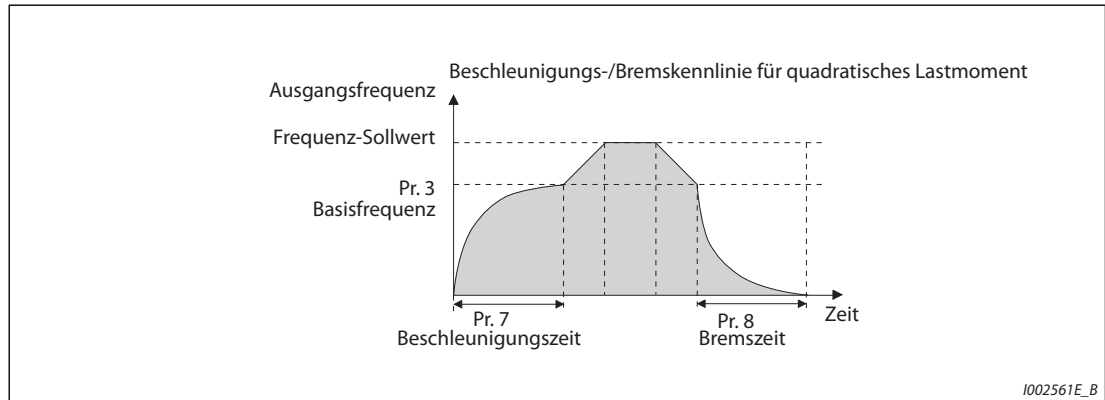 Beschleunigungs-/Bremskennlinie für quadratisches Lastmoment
Ausgangsfrequenz
Frequenz-Sollwert
Pr. 3
Basisfrequenz
Pr. 7
Beschleunigungszeit
Pr. 8
Bremszeit
Zeit
I002561E_B